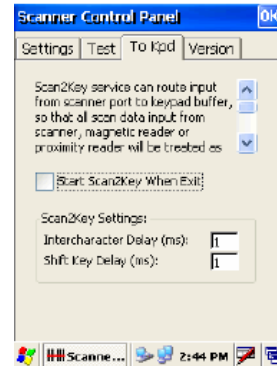 Scanner Control Panel OK
Settings Test To Kpd Version
Scan2Key service can route input
from scanner port to keypad buffer,
so that all scan data input from
scanner, magnetic reader or
proximity reader will be treated as
Start Scan2Key When Exit
Scan2Key Settings:
Intercharacter Delay (ms): 1
Shift Key Delay (ms): 1
Scanne... 2:44 PM